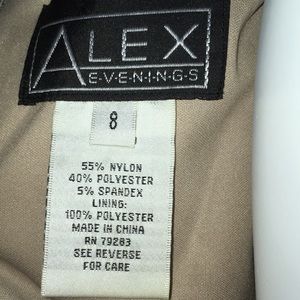 ALEX
E·V·E·N·I·N·G·S
8
55% NYLON
40% POLYESTER
5% SPANDEX
LINING:
100% POLYESTER
MADE IN CHINA
RN 79283
SEE REVERSE
FOR CARE